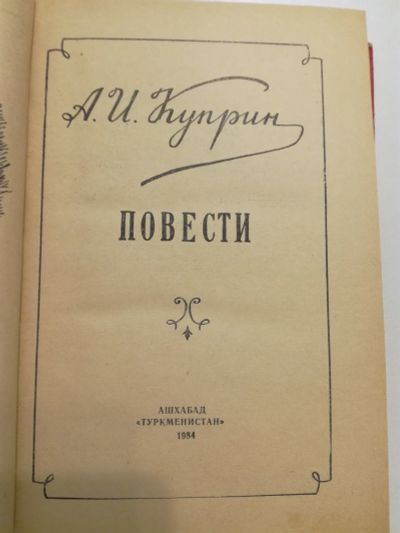 А. И. Куприн
ПОВЕСТИ
АШХАБАД
«ТУРКМЕНИСТАН»
1984